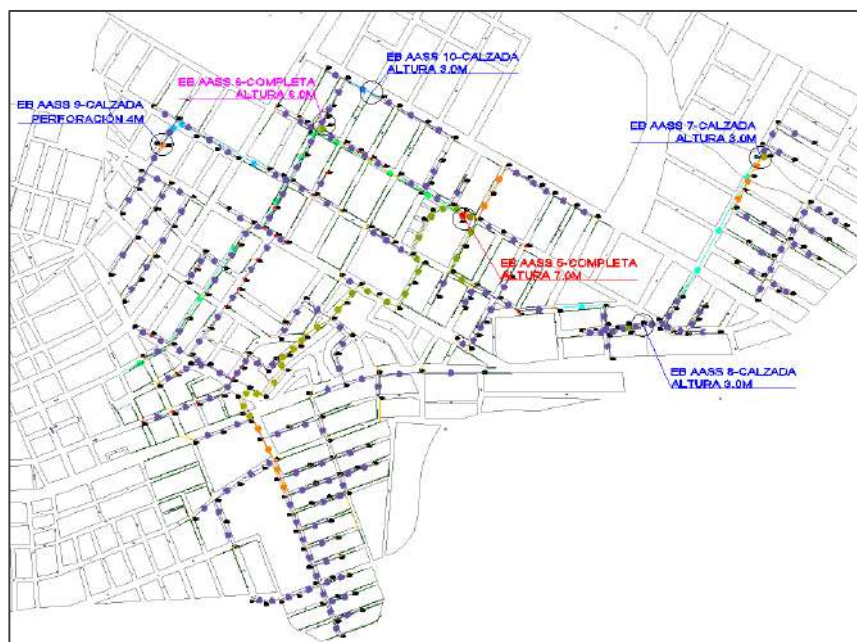 EB AASS 10-CALZADA
ALTURA 3.0M
EB AASS 6-COMPLETA
ALTURA 6.0M
EB AASS 9-CALZADA
PERFORACIÓN 4M
EB AASS 7-CALZADA
ALTURA 3.0M
EB AASS 5-COMPLETA
ALTURA 7.0M
EB AASS 8-CALZADA
ALTURA 3.0M